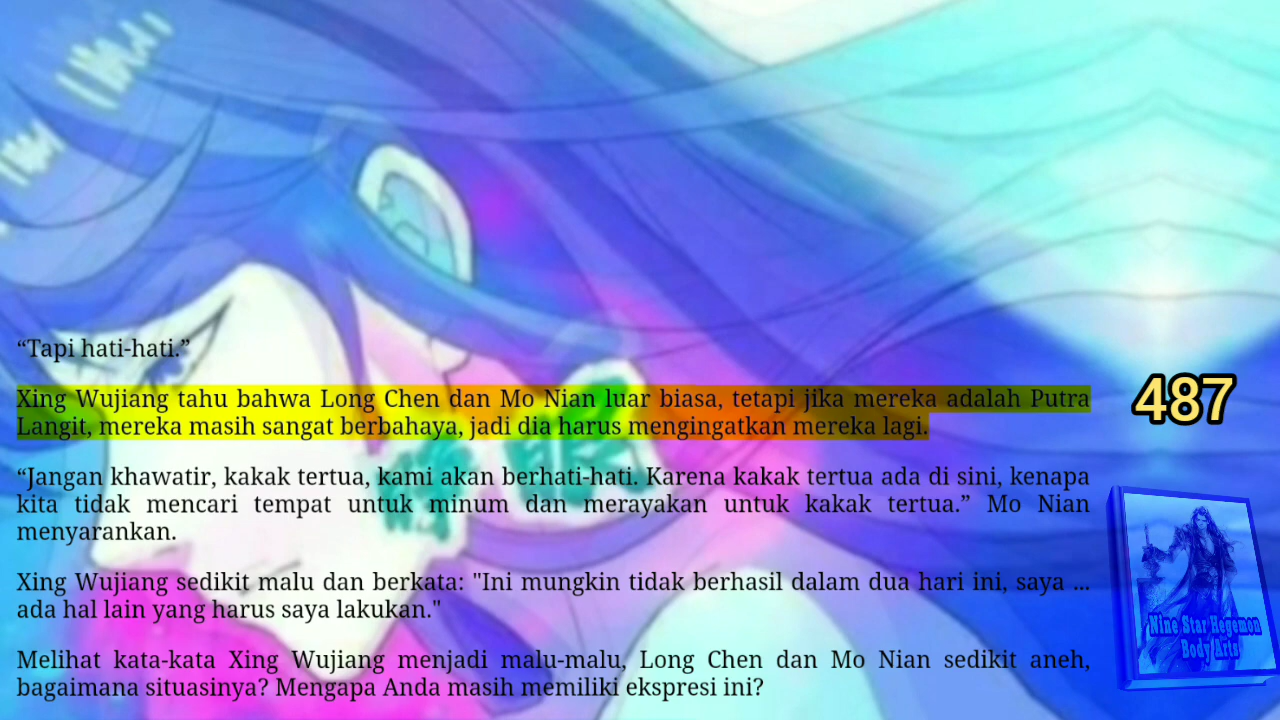 “Tapi hati-hati.”
Xing Wujiang tahu bahwa Long Chen dan Mo Nian luar biasa, tetapi jika mereka adalah Putra
Langit, mereka masih sangat berbahaya, jadi dia harus mengingatkan mereka lagi.
“Jangan khawatir, kakak tertua, kami akan berhati-hati. Karena kakak tertua ada di sini, kenapa
kita tidak mencari tempat untuk minum dan merayakan untuk kakak tertua.” Mo Nian
menyarankan.
Xing Wujiang sedikit malu dan berkata: "Ini mungkin tidak berhasil dalam dua hari ini, saya ...
ada hal lain yang harus saya lakukan."
Melihat kata-kata Xing Wujiang menjadi malu-malu, Long Chen dan Mo Nian sedikit aneh,
bagaimana situasinya? Mengapa Anda masih memiliki ekspresi ini?
487
Nine Star Hegemon
Body Arts